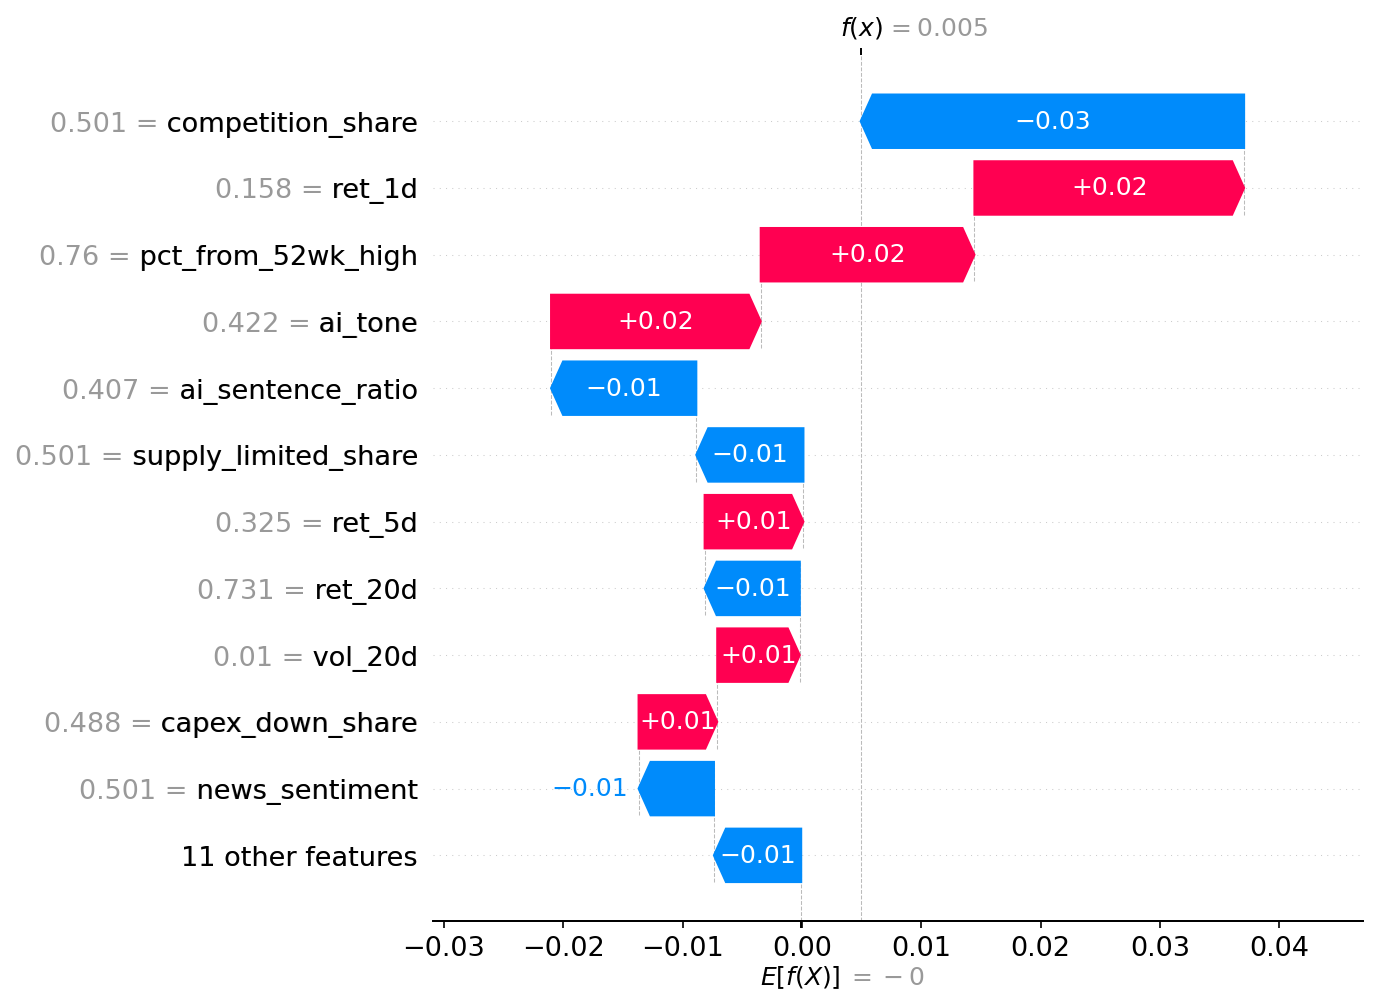 f(x) = 0.005
0.501 = competition_share
−0.03
0.158 = ret_1d
+0.02
0.76 = pct_from_52wk_high
+0.02
0.422 = ai_tone
+0.02
0.407 = ai_sentence_ratio
−0.01
0.501 = supply_limited_share
−0.01
0.325 = ret_5d
+0.01
0.731 = ret_20d
−0.01
0.01 = vol_20d
+0.01
0.488 = capex_down_share
+0.01
0.501 = news_sentiment
−0.01
11 other features
−0.01
−0.03 −0.02 −0.01 0.00 0.01 0.02 0.03 0.04
E[f(X)] = −0